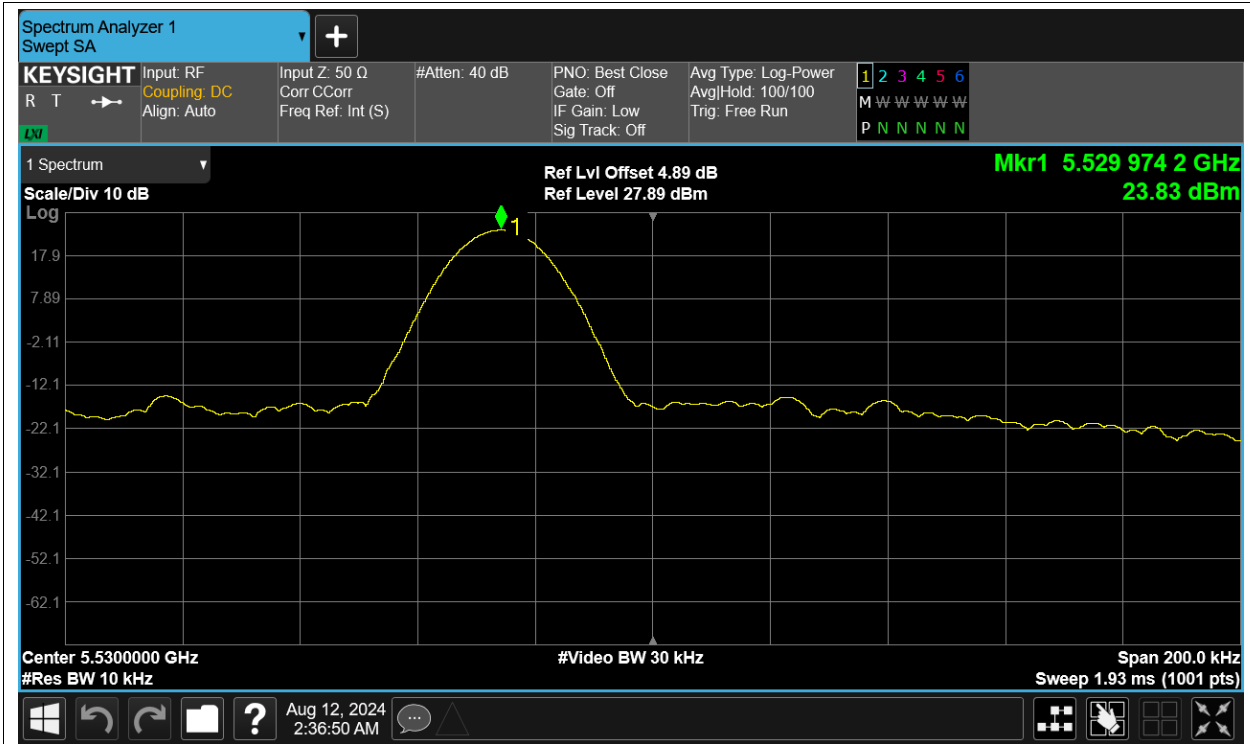 Spectrum Analyzer 1
Swept SA
KEYSIGHT
R T
LXI
Input: RF
Coupling: DC
Align: Auto
Input Z: 50 Ω
Corr CCorr
Freq Ref: Int (S)
#Atten: 40 dB
PNO: Best Close
Gate: Off
IF Gain: Low
Sig Track: Off
Avg Type: Log-Power
Avg|Hold: 100/100
Trig: Free Run
1 2 3 4 5 6
M W W W W W
P N N N N N
1 Spectrum
Scale/Div 10 dB
Log
Ref Lvl Offset 4.89 dB
Ref Level 27.89 dBm
Mkr1 5.529 974 2 GHz
23.83 dBm
1
17.9
7.89
-2.11
-12.1
-22.1
-32.1
-42.1
-52.1
-62.1
Center 5.5300000 GHz
#Video BW 30 kHz
Span 200.0 kHz
#Res BW 10 kHz
Sweep 1.93 ms (1001 pts)
?
Aug 12, 2024
2:36:50 AM